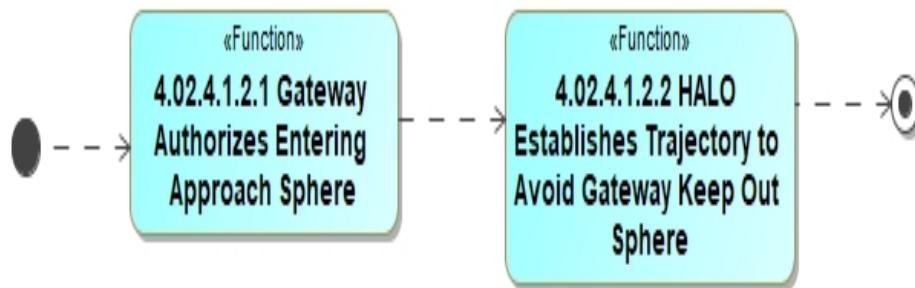 «Function»
4.02.4.1.2.1 Gateway
Authorizes Entering
Approach Sphere
«Function»
4.02.4.1.2.2 HALO
Establishes Trajectory to
Avoid Gateway Keep Out
Sphere